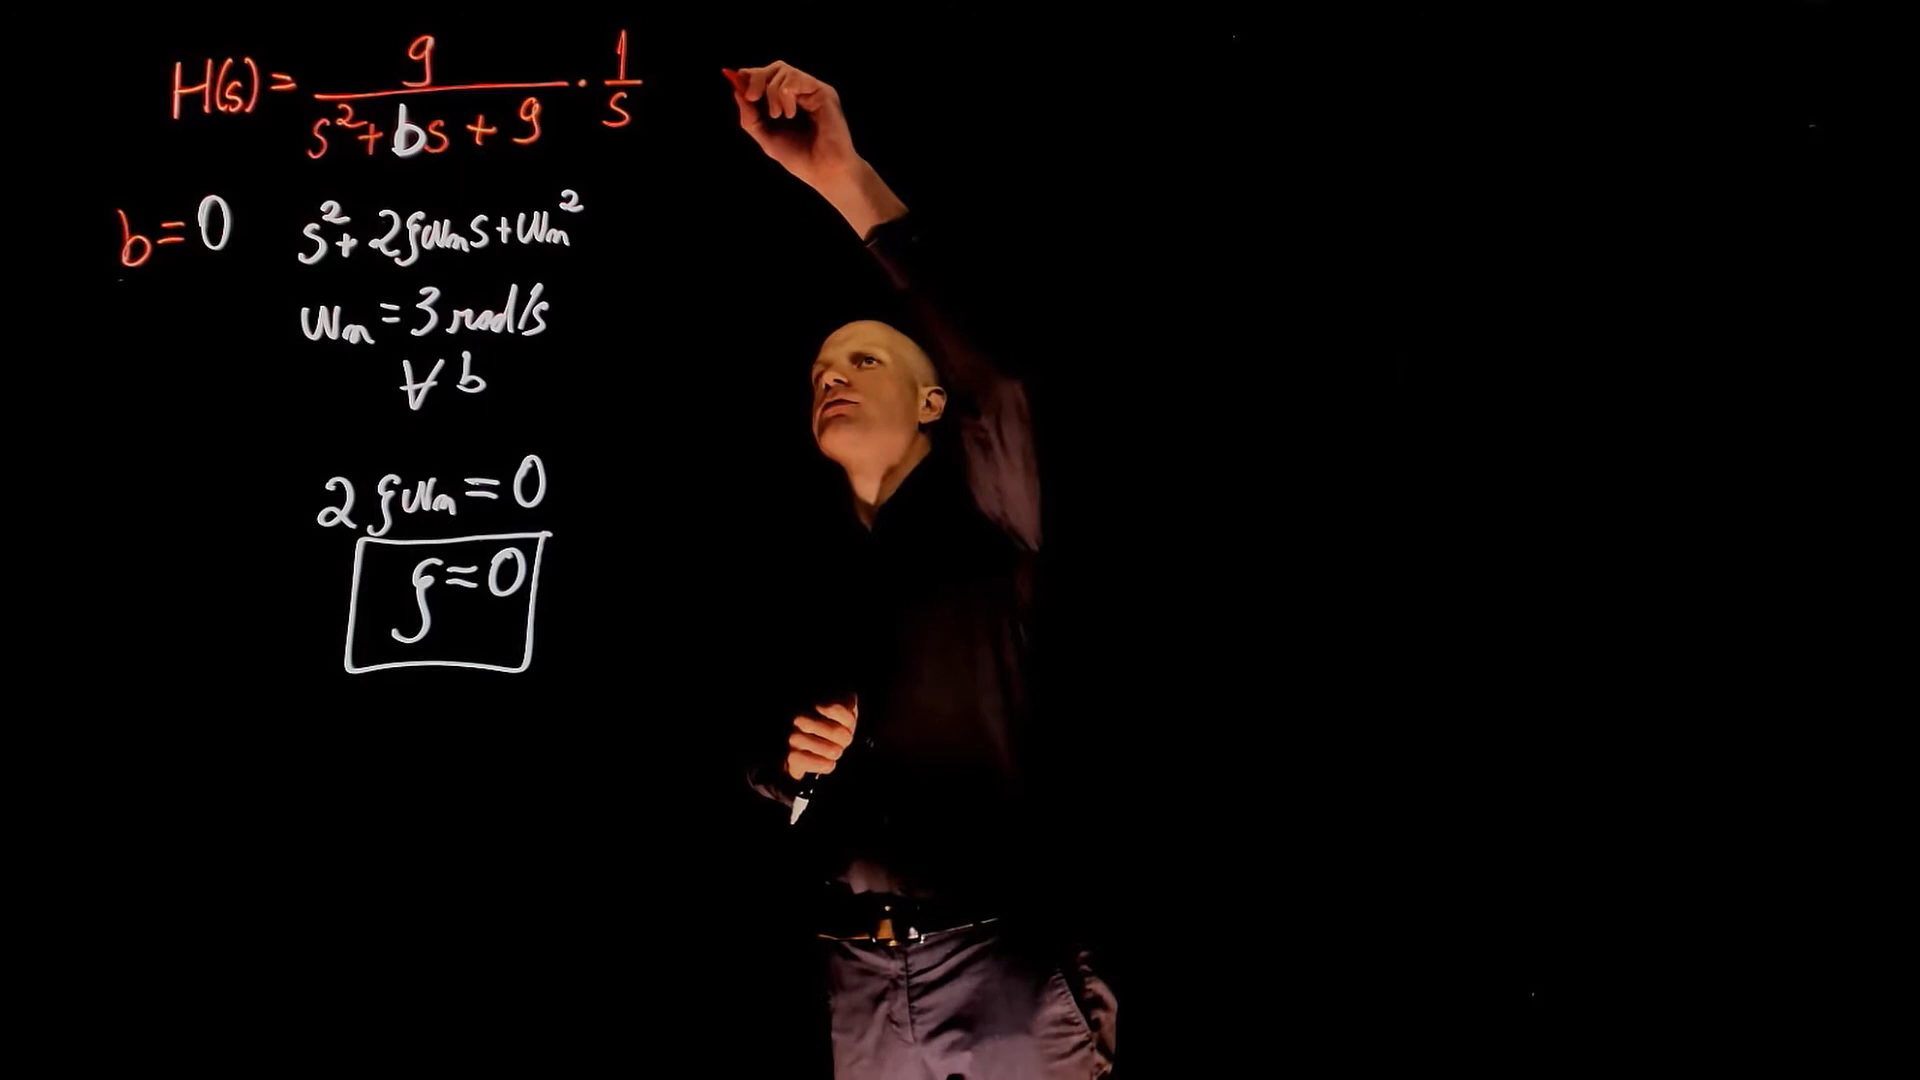 H(s) = 9 / (s² + bs + 9) · 1/s
b = 0
s² + 2ζωₙs + ωₙ²
ωₙ = 3 rad/s
∀ b
2ζωₙ = 0
ζ = 0